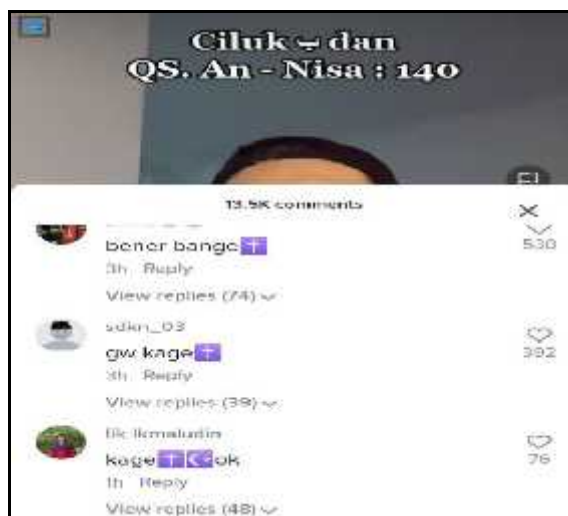 Ciluk dan
QS. An - Nisa : 140
13.5K comments
bener bange✝️
530
3h Reply
View replies (74)
sdkn_03
gw kage✝️
392
3h Reply
View replies (39)
kage✝️☪️ok
76
1h Reply
View replies (48)